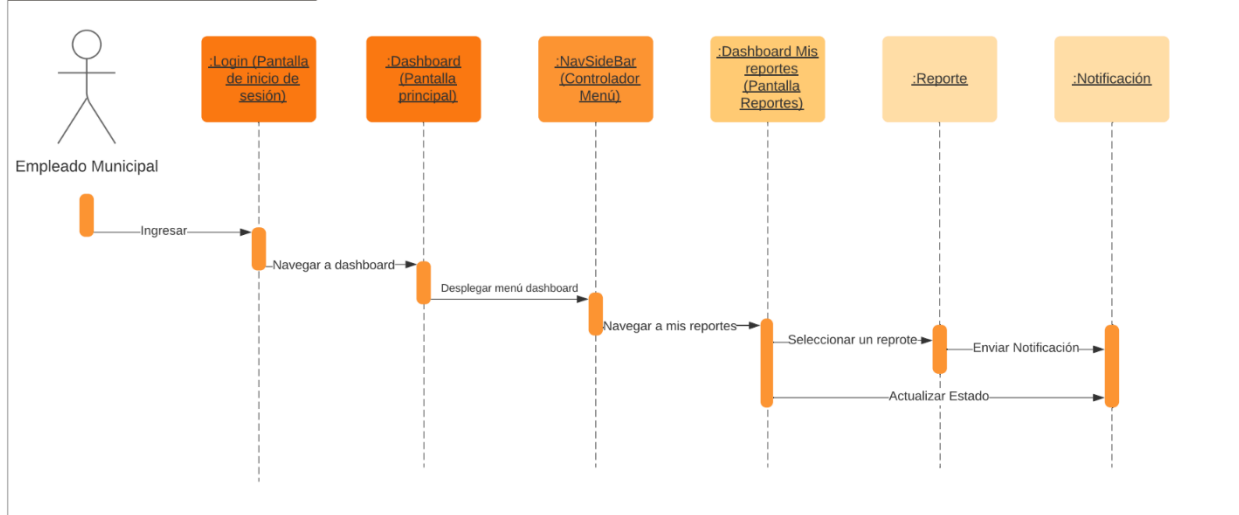 :Login (Pantalla
de inicio de
sesión)
:Dashboard
(Pantalla
principal)
:NavSideBar
(Controlador
Menú)
:Dashboard Mis
reportes
(Pantalla
Reportes)
:Reporte
:Notificación
Empleado Municipal
Ingresar
Navegar a dashboard
Desplegar menú dashboard
Navegar a mis reportes
Seleccionar un reprote
Enviar Notificación
Actualizar Estado